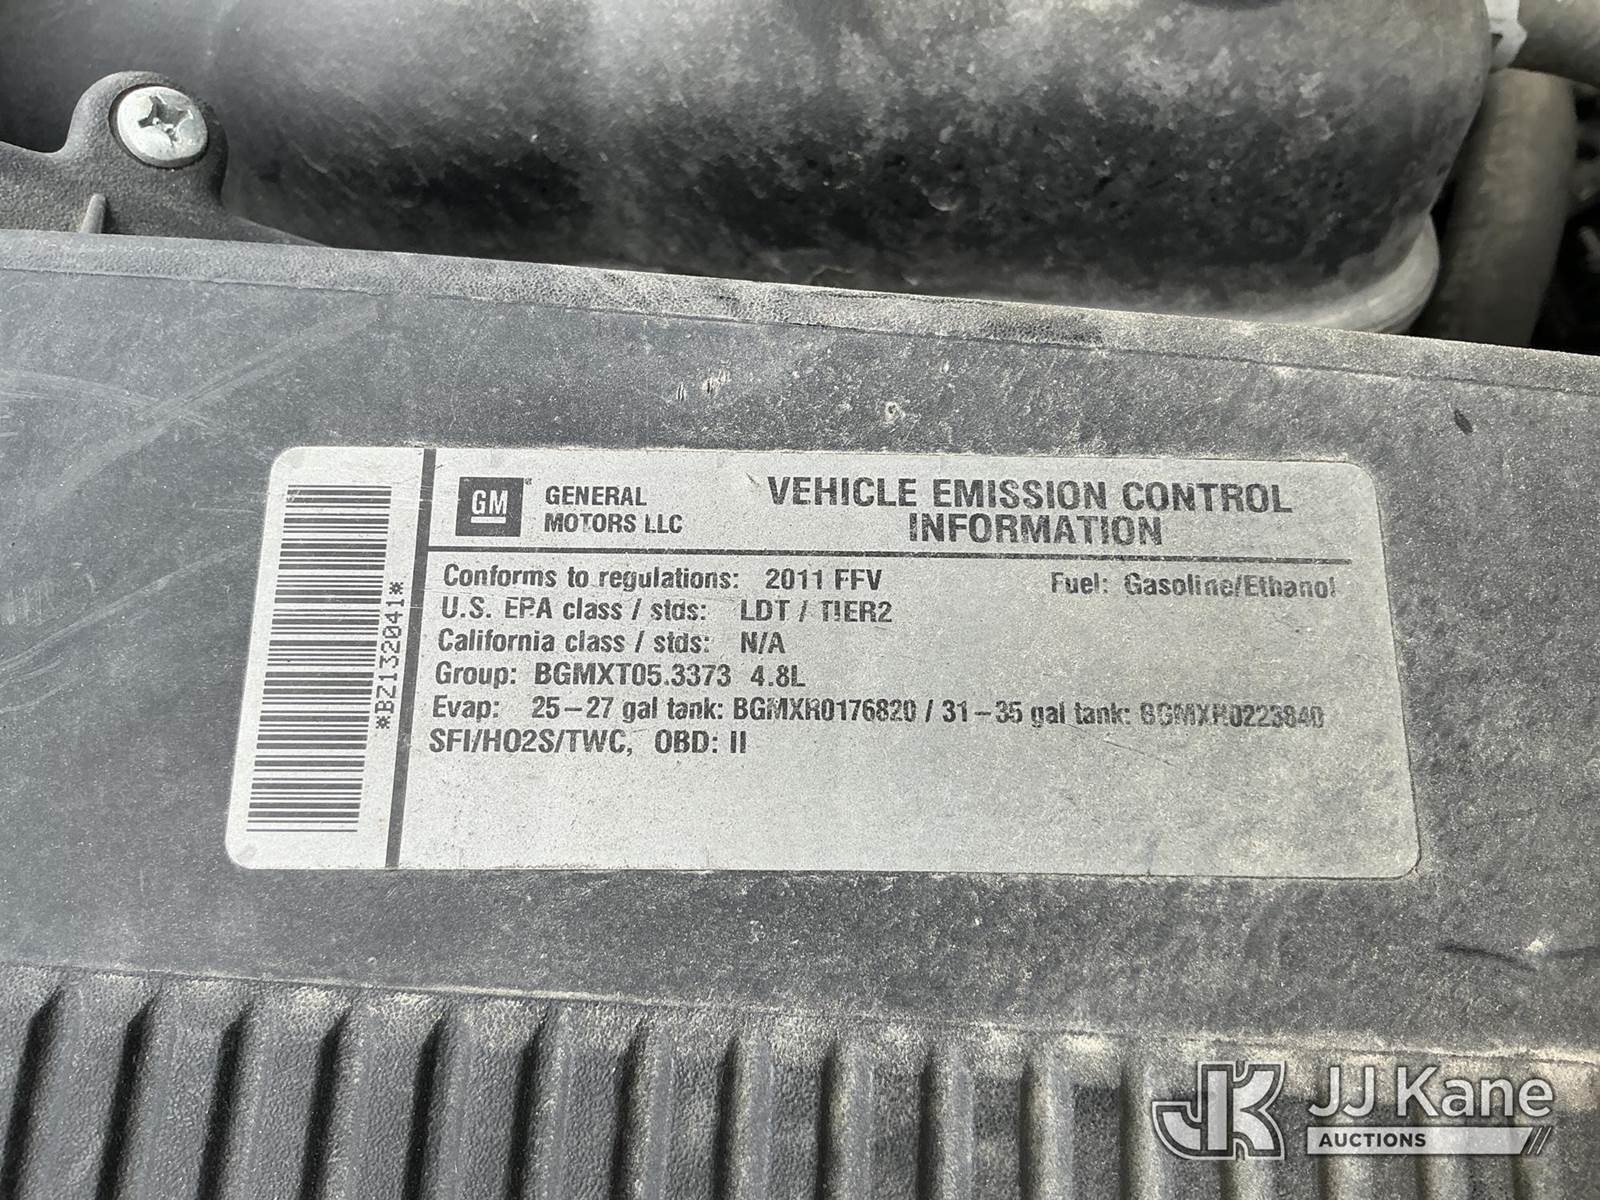 GM GENERAL MOTORS LLC
VEHICLE EMISSION CONTROL
INFORMATION
Conforms to regulations: 2011 FFV Fuel: Gasoline/Ethanol
U.S. EPA class / stds: LDT / TIER2
California class / stds: N/A
Group: BGMXT05.3373 4.8L
Evap: 25-27 gal tank: BGMXR0176820 / 31-35 gal tank: BGMXR0223840
SFI/HO2S/TWC, OBD: II
*BZ132041*
JK JJ Kane
AUCTIONS